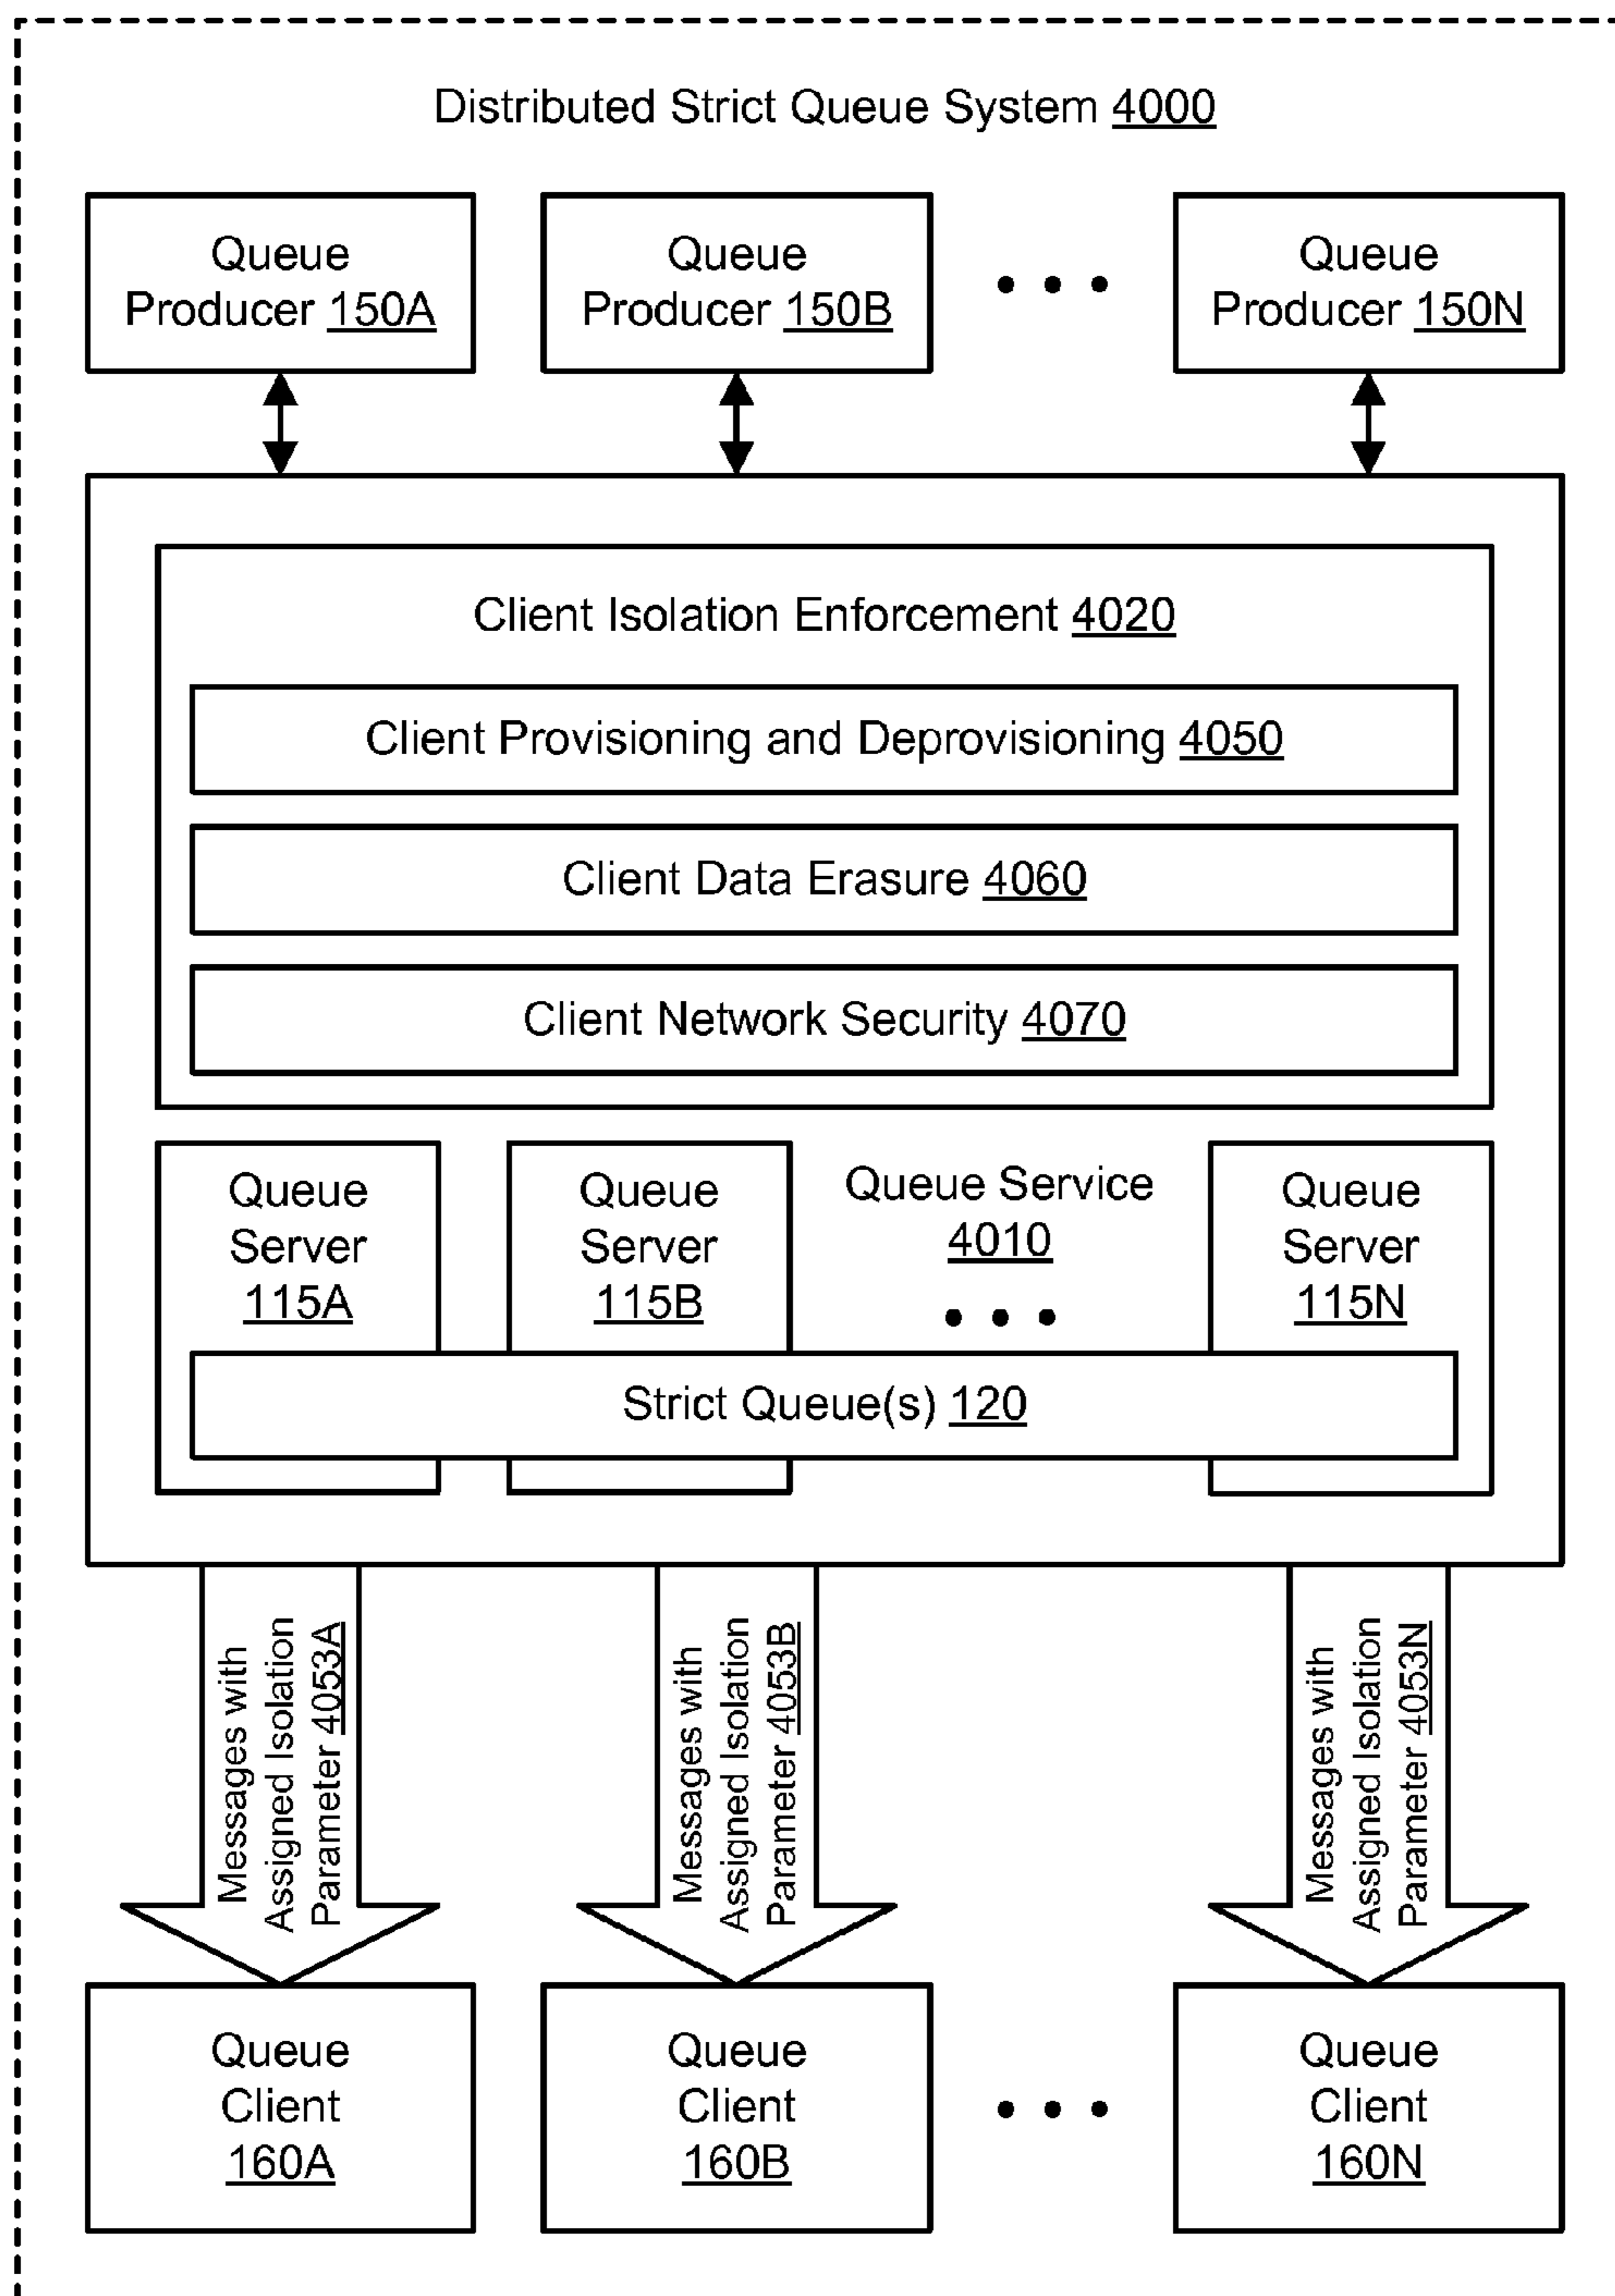 Distributed Strict Queue System 4000
Queue
Producer 150A
Queue
Producer 150B
Queue
Producer 150N
Client Isolation Enforcement 4020
Client Provisioning and Deprovisioning 4050
Client Data Erasure 4060
Client Network Security 4070
Queue
Server
115A
Queue
Server
115B
Queue Service
4010
Queue
Server
115N
Strict Queue(s) 120
Messages with
Assigned Isolation
Parameter 4053A
Messages with
Assigned Isolation
Parameter 4053B
Messages with
Assigned Isolation
Parameter 4053N
Queue
Client
160A
Queue
Client
160B
Queue
Client
160N